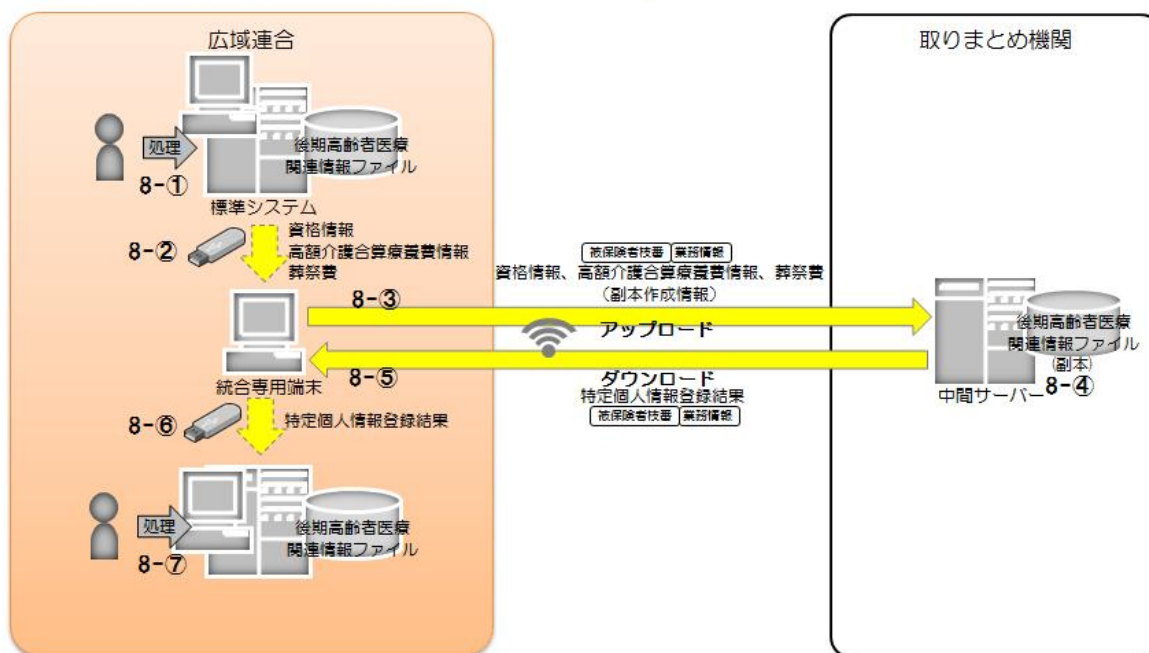 広域連合
取りまとめ機関
処理
8-①
後期高齢者医療
関連情報ファイル
標準システム
8-②
資格情報
高額介護合算療養費情報
葬祭費
被保険者枝番 業務情報
資格情報、高額介護合算療養費情報、葬祭費
（副本作成情報）
8-③
アップロード
後期高齢者医療
関連情報ファイル
(副本)
8-④
中間サーバー
8-⑤
ダウンロード
特定個人情報登録結果
被保険者枝番 業務情報
統合専用端末
8-⑥
特定個人情報登録結果
処理
8-⑦
後期高齢者医療
関連情報ファイル